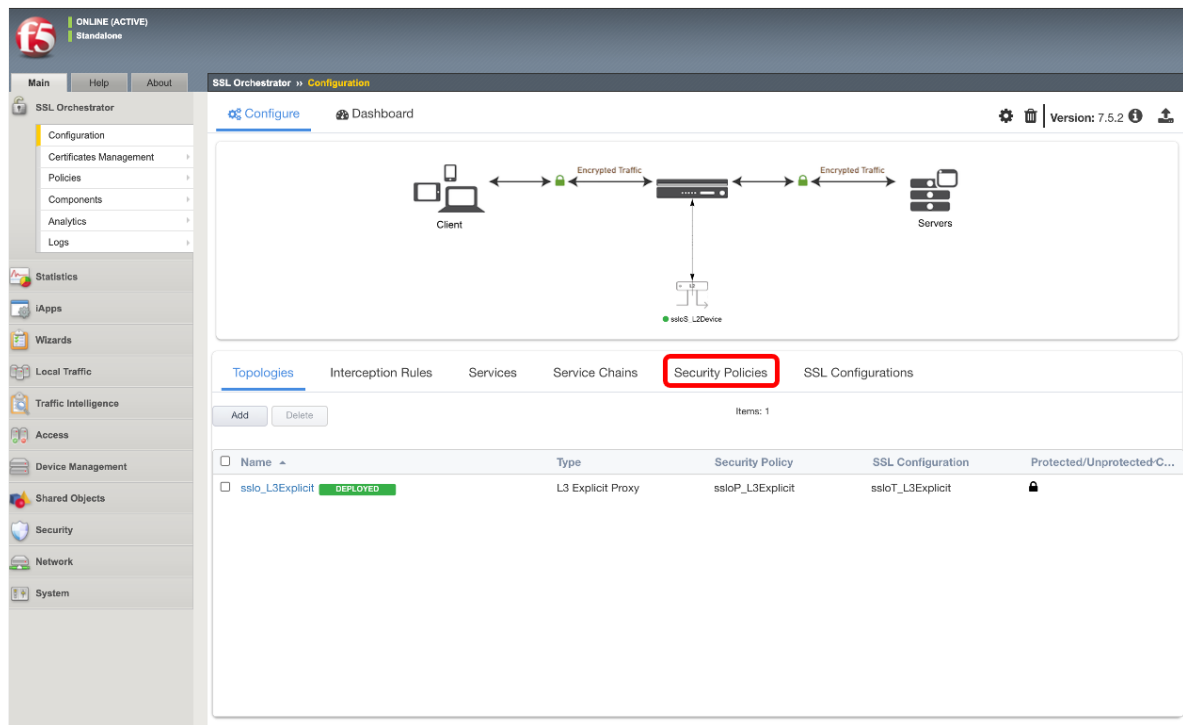 f5
ONLINE (ACTIVE)
Standalone
Main Help About
SSL Orchestrator ›› Configuration
SSL Orchestrator
Configuration
Certificates Management
Policies
Components
Analytics
Logs
Statistics
iApps
Wizards
Local Traffic
Traffic Intelligence
Access
Device Management
Shared Objects
Security
Network
System
Configure Dashboard
Version: 7.5.2
Encrypted Traffic Encrypted Traffic
Client Servers
L2
ssloS_L2Device
Topologies Interception Rules Services Service Chains Security Policies SSL Configurations
Add Delete Items: 1
Name Type Security Policy SSL Configuration Protected/Unprotected C...
sslo_L3Explicit DEPLOYED L3 Explicit Proxy ssloP_L3Explicit ssloT_L3Explicit